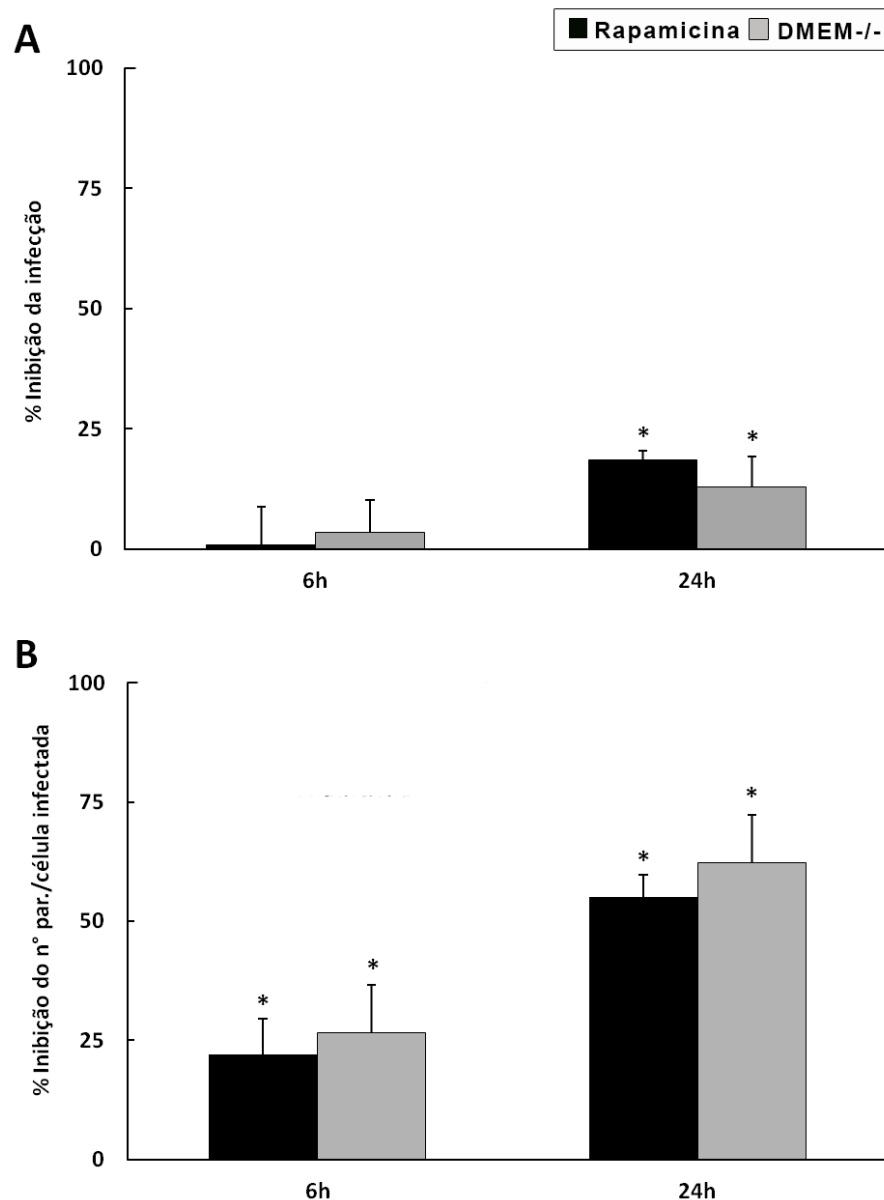 A
Rapamicina DMEM-/-
100
75
50
25
0
% Inibição da infecção
* *
6h 24h
B
100
75
50
25
0
% Inibição do n° par./célula infectada
* * * *
6h 24h